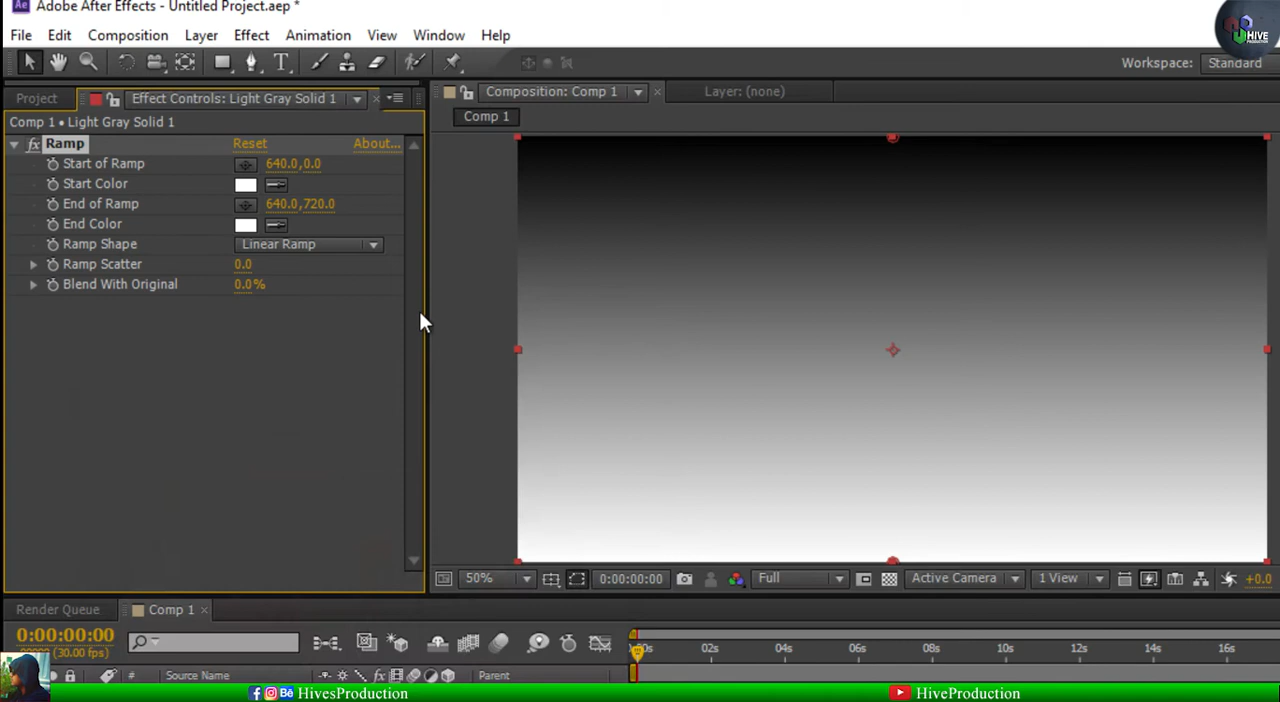 Ae Adobe After Effects - Untitled Project.aep *
File Edit Composition Layer Effect Animation View Window Help
HIVE
PRODUCTION
T Workspace: Standard
Project Effect Controls: Light Gray Solid 1 × Composition: Comp 1 × Layer: (none)
Comp 1 • Light Gray Solid 1
Comp 1
fx Ramp Reset About...
Start of Ramp 640.0,0.0
Start Color
End of Ramp 640.0,720.0
End Color
Ramp Shape Linear Ramp
Ramp Scatter 0.0
Blend With Original 0.0%
50% 0:00:00:00 Full Active Camera 1 View +0.0
Render Queue Comp 1 ×
0:00:00:00
(30.00 fps)
02s 04s 06s 08s 10s 12s 14s 16s
# Source Name fx Parent
HivesProduction
HiveProduction